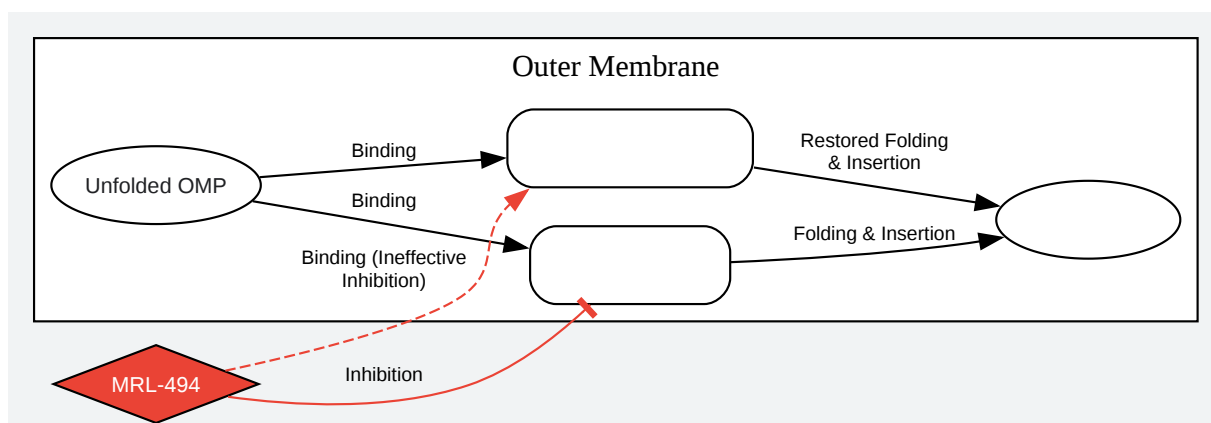 Outer Membrane
Unfolded OMP
Binding
Binding
Binding (Ineffective
Inhibition)
Restored Folding
& Insertion
Folding & Insertion
MRL-494
Inhibition